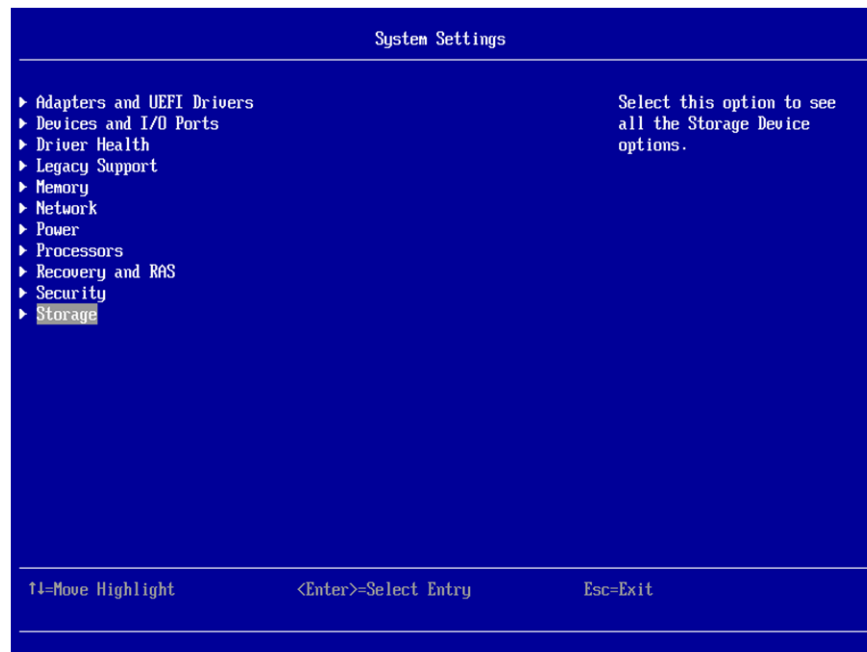 System Settings
▶ Adapters and UEFI Drivers
▶ Devices and I/O Ports
▶ Driver Health
▶ Legacy Support
▶ Memory
▶ Network
▶ Power
▶ Processors
▶ Recovery and RAS
▶ Security
▶ Storage
Select this option to see
all the Storage Device
options.
↑↓=Move Highlight <Enter>=Select Entry Esc=Exit